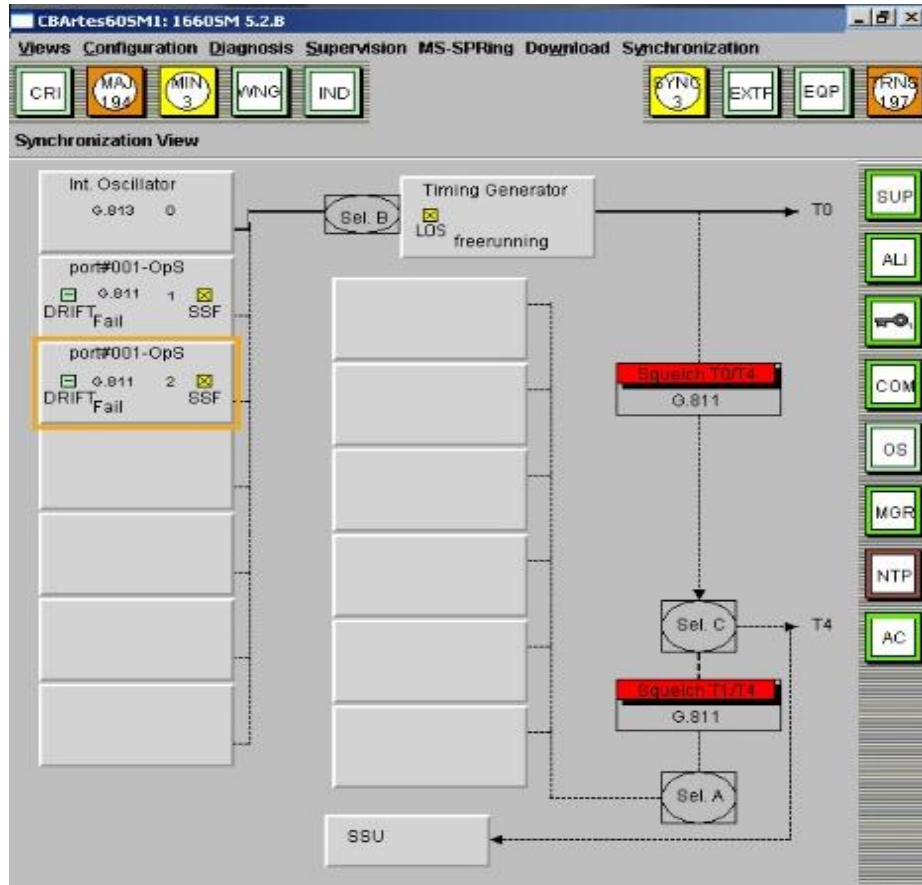 CBArtes60SM1: 1660SM 5.2.B
Views Configuration Diagnosis Supervision MS-SPRing Download Synchronization
CRI
MAJ
194
MIN
3
WNG
IND
SYNC
3
EXTP
EQP
TRNS
197
Synchronization View
Int. Oscillator
G.813 0
port#001-OpS
G.811 1
DRIFT Fail SSF
port#001-OpS
G.811 2
DRIFT Fail SSF
Sel. B
Timing Generator
LOS
freerunning
T0
Squelch T0/T4
G.811
Sel. C
T4
Squelch T1/T4
G.811
Sel. A
SSU
SUP
ALI
COM
OS
MGR
NTP
AC